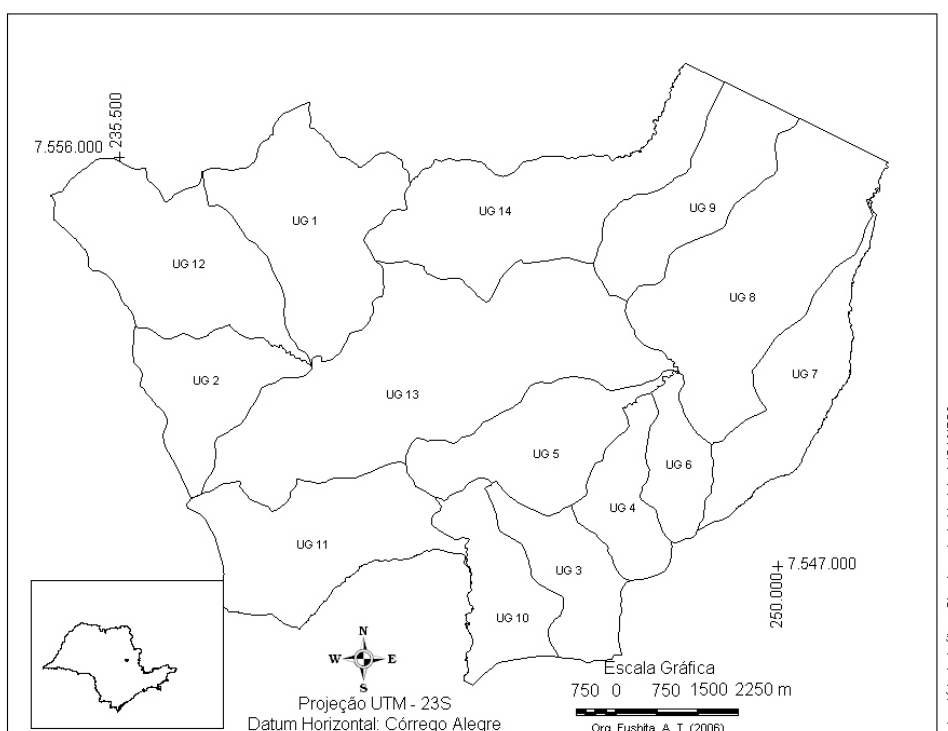 235.500
7.556.000
UG 1
UG 14
UG 9
UG 12
UG 8
UG 7
UG 2
UG 13
UG 5
UG 6
UG 4
UG 11
UG 3
UG 10
7.547.000
250.000
N
W E
S
Escala Gráfica
750 0 750 1500 2250 m
Projeção UTM - 23S
Datum Horizontal: Córrego Alegre
Org. Fushita, A. T. (2006)